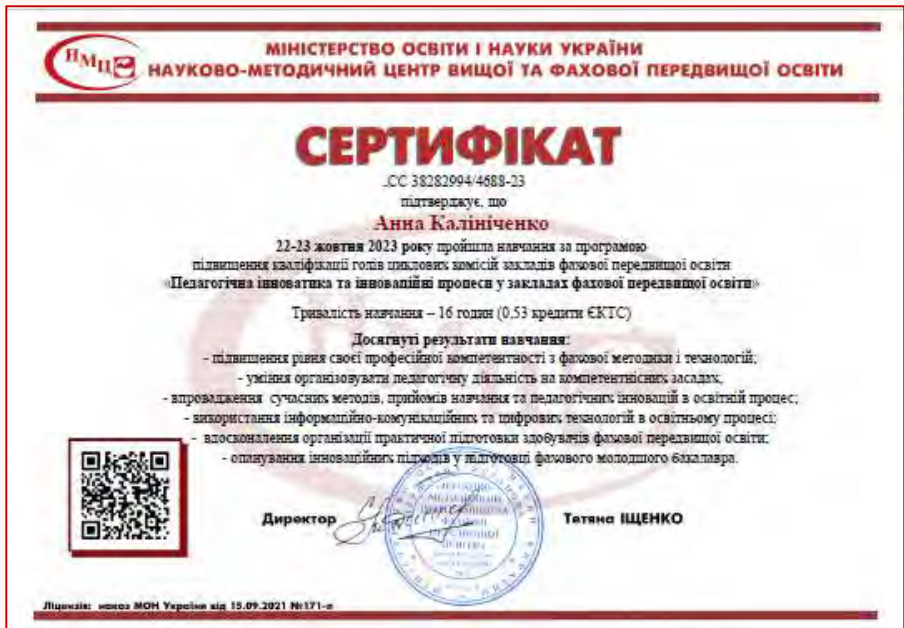 НМЦ
МІНІСТЕРСТВО ОСВІТИ І НАУКИ УКРАЇНИ
НАУКОВО-МЕТОДИЧНИЙ ЦЕНТР ВИЩОЇ ТА ФАХОВОЇ ПЕРЕДВИЩОЇ ОСВІТИ
СЕРТИФІКАТ
СС 38282994/4688-23
підтверджує, що
Анна Калініченко
22-23 жовтня 2023 року пройшла навчання за програмою
підвищення кваліфікації голів циклових комісій закладів фахової передвищої освіти
«Педагогічна інноватика та інноваційні процеси у закладах фахової передвищої освіти»
Тривалість навчання – 16 годин (0,53 кредити ЄКТС)
Досягнуті результати навчання:
- підвищення рівня своєї професійної компетентності з фахової методики і технологій;
- уміння організовувати педагогічну діяльність на компетентнісних засадах;
- впровадження сучасних методів, прийомів навчання та педагогічних інновацій в освітній процес;
- використання інформаційно-комунікаційних та цифрових технологій в освітньому процесі;
- вдосконалення організації практичної підготовки здобувачів фахової передвищої освіти;
- опанування інноваційних підходів у підготовці фахового молодшого бакалавра.
Директор Тетяна ІЩЕНКО
Ліцензія: наказ МОН України від 15.09.2021 №171-л